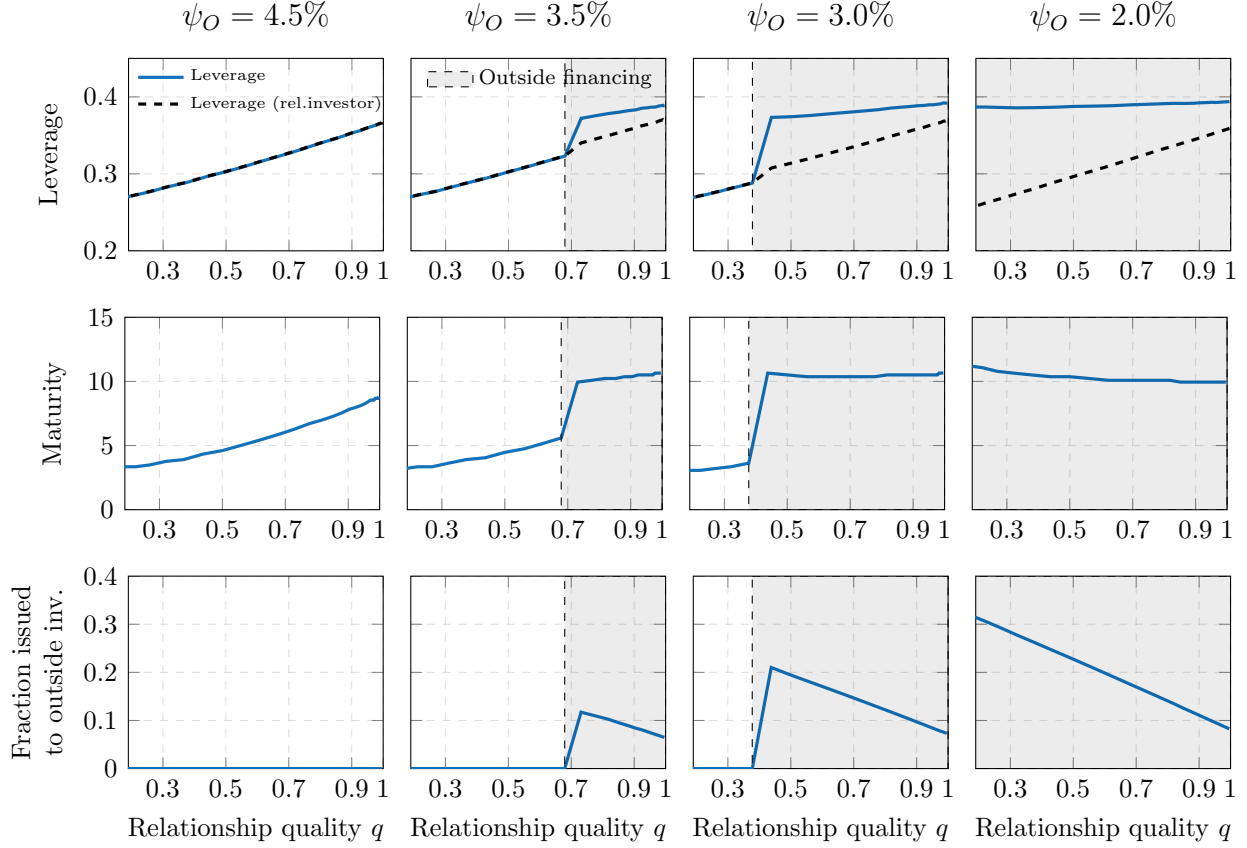 ψ_O = 4.5% ψ_O = 3.5% ψ_O = 3.0% ψ_O = 2.0%
Leverage
0.4
0.3
0.2
Leverage
Leverage (rel.investor)
Outside financing
0.3 0.5 0.7 0.9 1 0.3 0.5 0.7 0.9 1 0.3 0.5 0.7 0.9 1 0.3 0.5 0.7 0.9 1
Maturity
15
10
5
0
0.3 0.5 0.7 0.9 1 0.3 0.5 0.7 0.9 1 0.3 0.5 0.7 0.9 1 0.3 0.5 0.7 0.9 1
Fraction issued
to outside inv.
0.4
0.3
0.2
0.1
0
0.3 0.5 0.7 0.9 1 0.3 0.5 0.7 0.9 1 0.3 0.5 0.7 0.9 1 0.3 0.5 0.7 0.9 1
Relationship quality q Relationship quality q Relationship quality q Relationship quality q